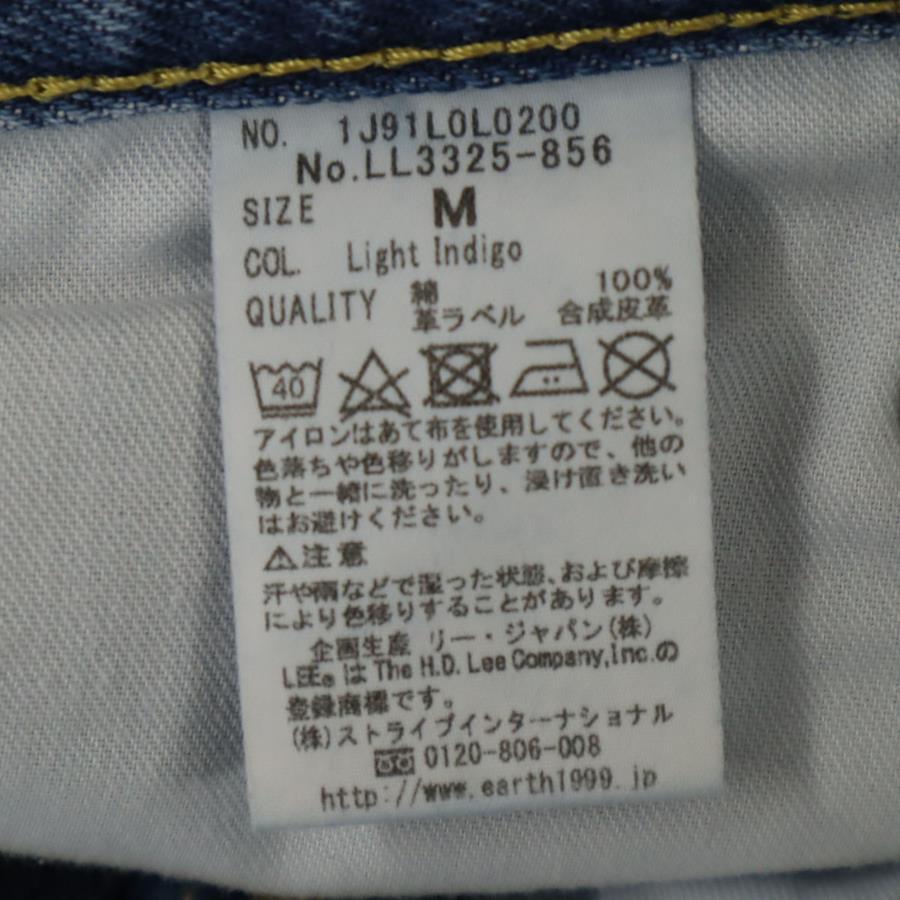 NO. 1J91L0L0200
No.LL3325-856
SIZE M
COL. Light Indigo
QUALITY 綿 100%
革ラベル 合成皮革
40
アイロンはあて布を使用してください。
色落ちや色移りがしますので、他の
物と一緒に洗ったり、浸け置き洗い
はお避けください。
⚠注意
汗や雨などで湿った状態、および摩擦
により色移りすることがあります。
企画生産 リー・ジャパン(株)
LEE®はThe H.D. Lee Company,Inc.の
登録商標です。
(株)ストライプインターナショナル
0120-806-008
http://www.earth1999.jp